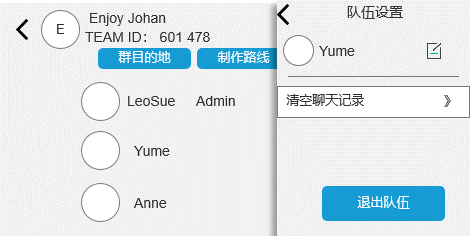 E
Enjoy Johan
TEAM ID： 601 478
群目的地
制作路线
LeoSue Admin
Yume
Anne
队伍设置
Yume
清空聊天记录 》
退出队伍